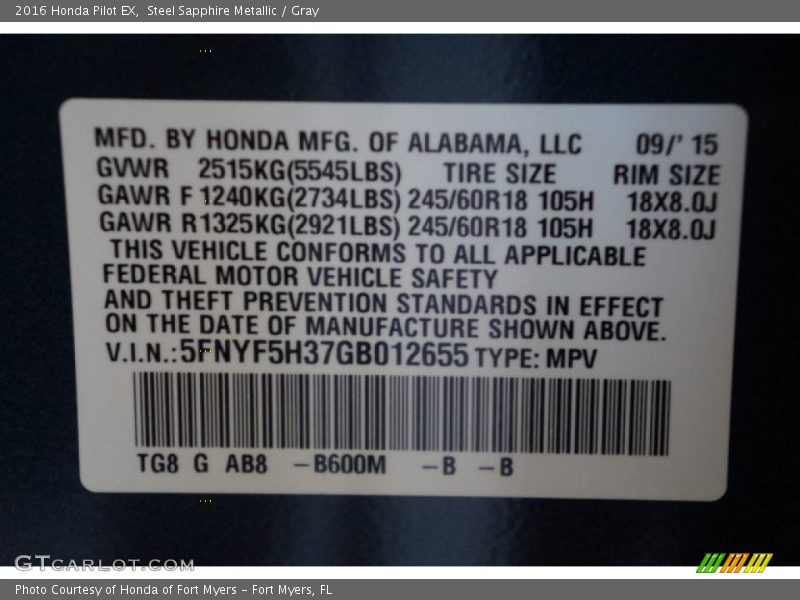 2016 Honda Pilot EX, Steel Sapphire Metallic / Gray
MFD. BY HONDA MFG. OF ALABAMA, LLC 09/' 15
GVWR 2515KG(5545LBS) TIRE SIZE RIM SIZE
GAWR F 1240KG(2734LBS) 245/60R18 105H 18X8.0J
GAWR R1325KG(2921LBS) 245/60R18 105H 18X8.0J
THIS VEHICLE CONFORMS TO ALL APPLICABLE
FEDERAL MOTOR VEHICLE SAFETY
AND THEFT PREVENTION STANDARDS IN EFFECT
ON THE DATE OF MANUFACTURE SHOWN ABOVE.
V.I.N.:5FNYF5H37GB012655 TYPE: MPV
TG8 G AB8 -B600M -B -B
GTCARLOT.COM
Photo Courtesy of Honda of Fort Myers - Fort Myers, FL